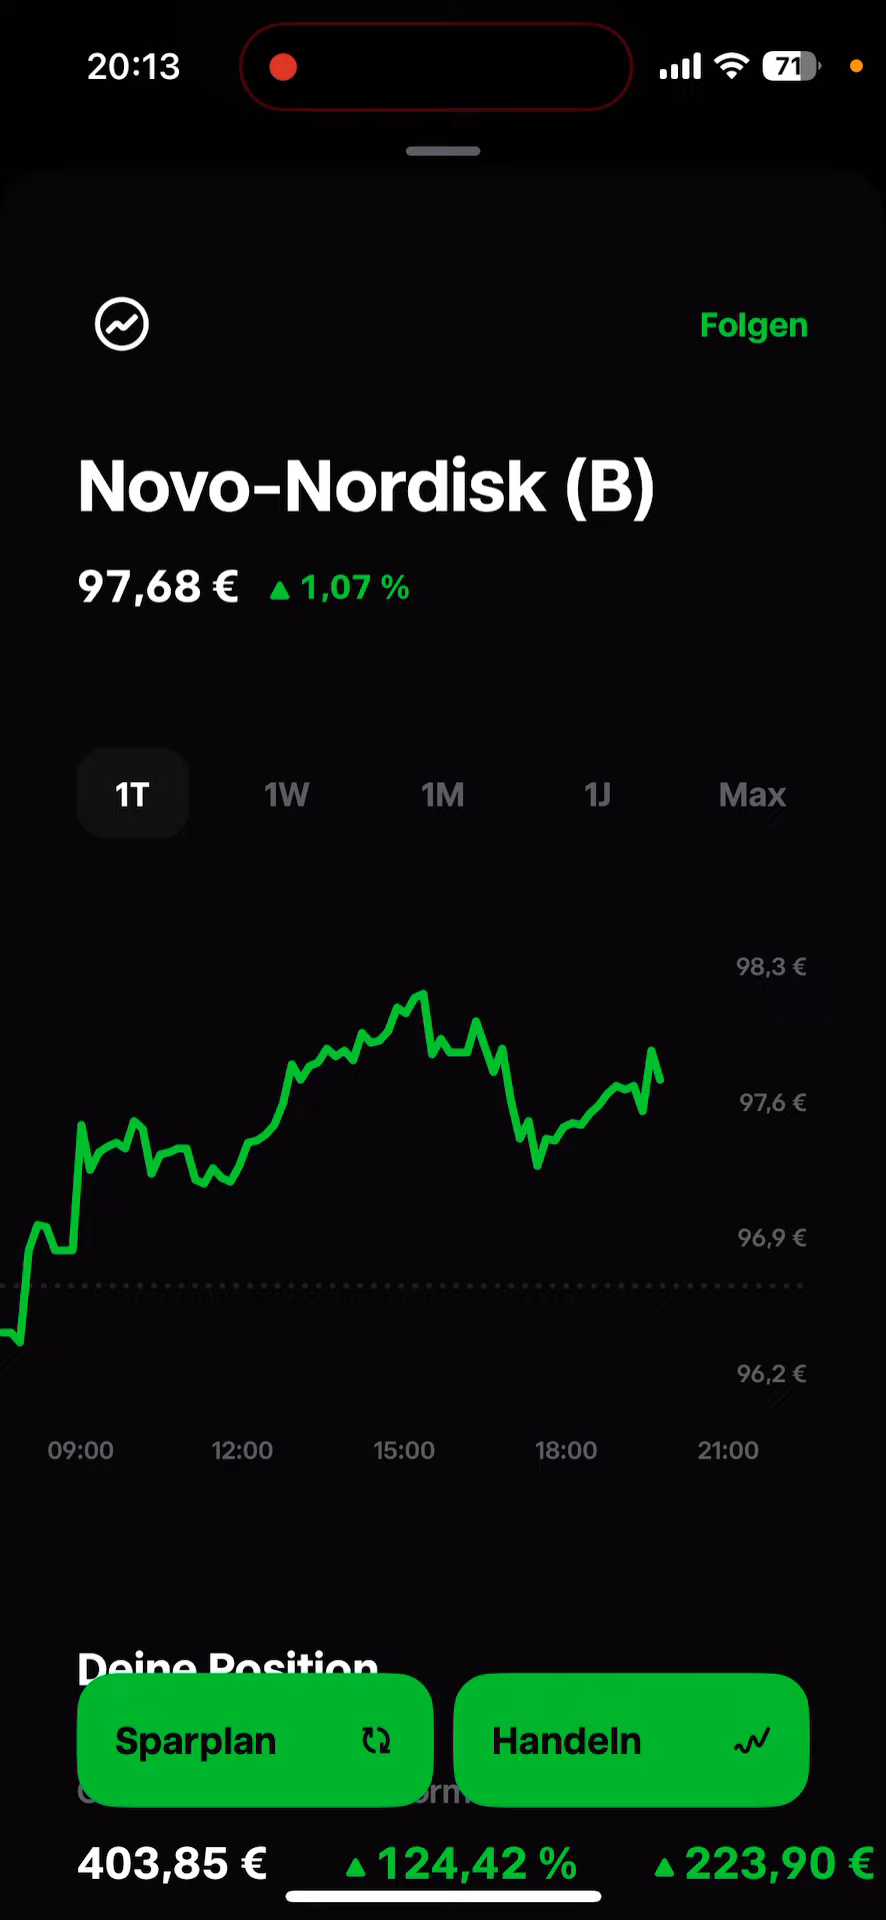 20:13
71
Folgen
Novo-Nordisk (B)
97,68 € ▲ 1,07 %
1T 1W 1M 1J Max
98,3 €
97,6 €
96,9 €
96,2 €
09:00 12:00 15:00 18:00 21:00
Deine Position
Sparplan Handeln
403,85 € ▲ 124,42 % ▲ 223,90 €